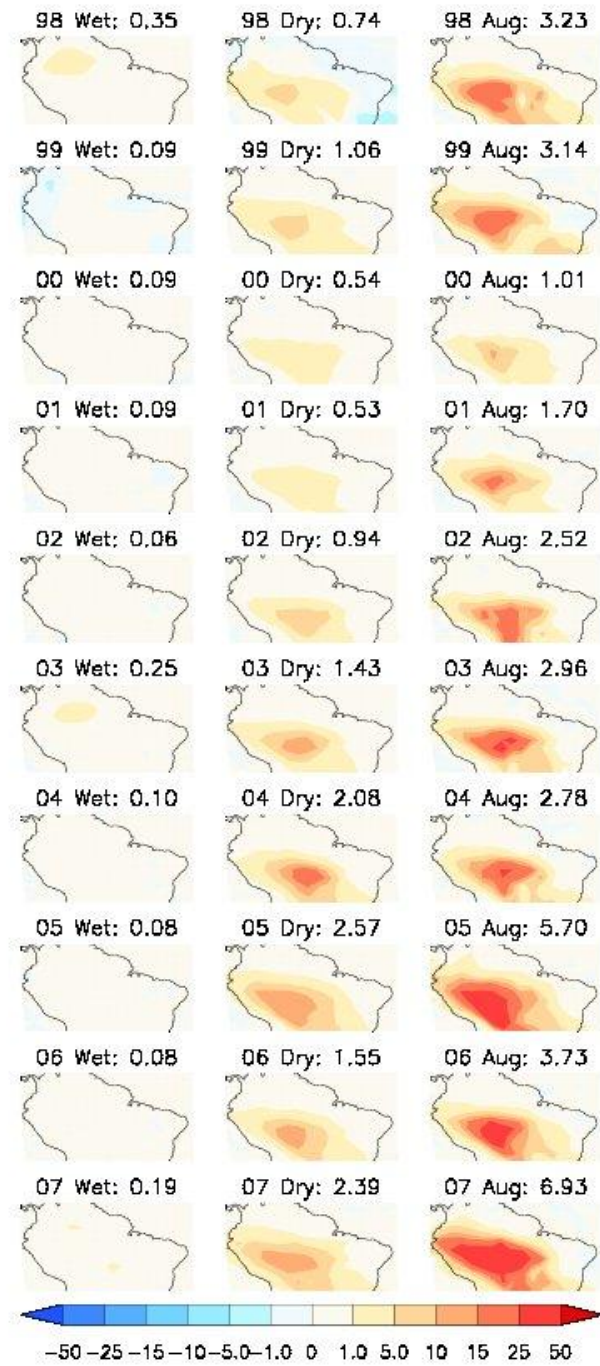 98 Wet: 0.35 98 Dry: 0.74 98 Aug: 3.23
99 Wet: 0.09 99 Dry: 1.06 99 Aug: 3.14
00 Wet: 0.09 00 Dry: 0.54 00 Aug: 1.01
01 Wet: 0.09 01 Dry: 0.53 01 Aug: 1.70
02 Wet: 0.06 02 Dry: 0.94 02 Aug: 2.52
03 Wet: 0.25 03 Dry: 1.43 03 Aug: 2.96
04 Wet: 0.10 04 Dry: 2.08 04 Aug: 2.78
05 Wet: 0.08 05 Dry: 2.57 05 Aug: 5.70
06 Wet: 0.08 06 Dry: 1.55 06 Aug: 3.73
07 Wet: 0.19 07 Dry: 2.39 07 Aug: 6.93
-50 -25 -15 -10 -5.0 -1.0 0 1.0 5.0 10 15 25 50